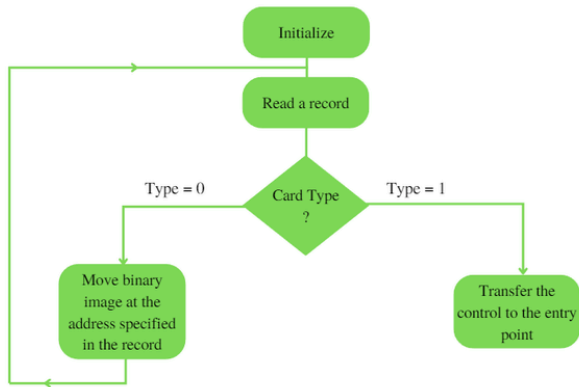 Initialize
Read a record
Type = 0
Card Type
?
Type = 1
Move binary
image at the
address specified
in the record
Transfer the
control to the entry
point